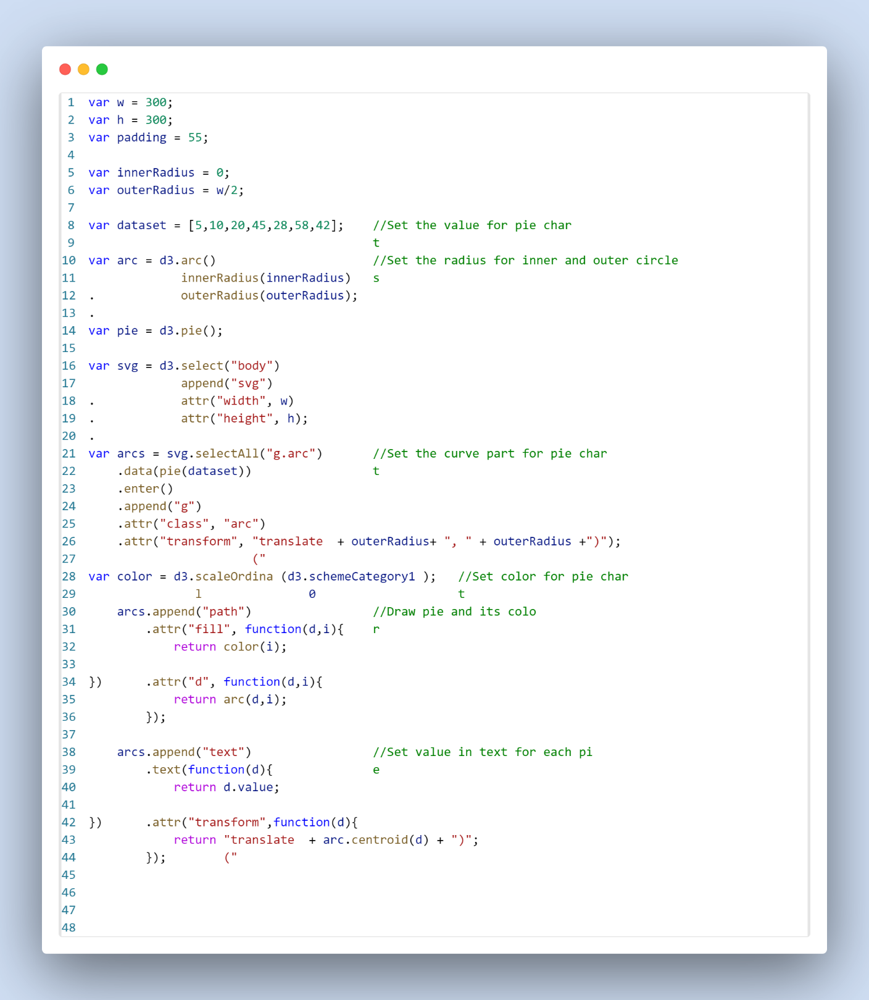 1 var w = 300;
2 var h = 300;
3 var padding = 55;
4
5 var innerRadius = 0;
6 var outerRadius = w/2;
7
8 var dataset = [5,10,20,45,28,58,42];    //Set the value for pie char
9                                         t
10 var arc = d3.arc()                      //Set the radius for inner and outer circle
11              innerRadius(innerRadius)   s
12 .            outerRadius(outerRadius);
13 .
14 var pie = d3.pie();
15
16 var svg = d3.select("body")
17              append("svg")
18 .            attr("width", w)
19 .            attr("height", h);
20 .
21 var arcs = svg.selectAll("g.arc")       //Set the curve part for pie char
22     .data(pie(dataset))                 t
23     .enter()
24     .append("g")
25     .attr("class", "arc")
26     .attr("transform", "translate  + outerRadius+ ", " + outerRadius +")");
27                        ("
28 var color = d3.scaleOrdina (d3.schemeCategory1 );   //Set color for pie char
29                l               0                    t
30     arcs.append("path")                 //Draw pie and its colo
31         .attr("fill", function(d,i){    r
32             return color(i);
33
34 })      .attr("d", function(d,i){
35             return arc(d,i);
36         });
37
38     arcs.append("text")                 //Set value in text for each pi
39         .text(function(d){              e
40             return d.value;
41
42 })      .attr("transform",function(d){
43             return "translate  + arc.centroid(d) + ")";
44         });        ("
45
46
47
48